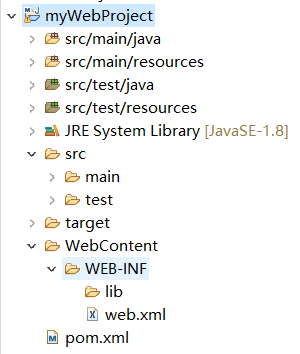 myWebProject
src/main/java
src/main/resources
src/test/java
src/test/resources
JRE System Library [JavaSE-1.8]
src
main
test
target
WebContent
WEB-INF
lib
web.xml
pom.xml